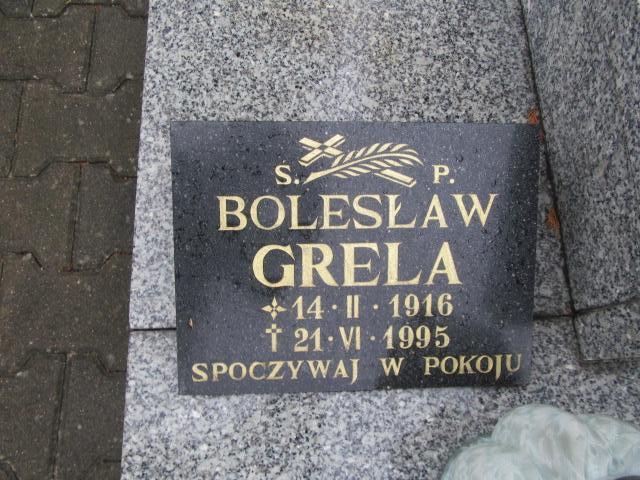 Ś. P.
BOLESŁAW
GRELA
14 · II · 1916
21 · VI · 1995
SPOCZYWAJ W POKOJU